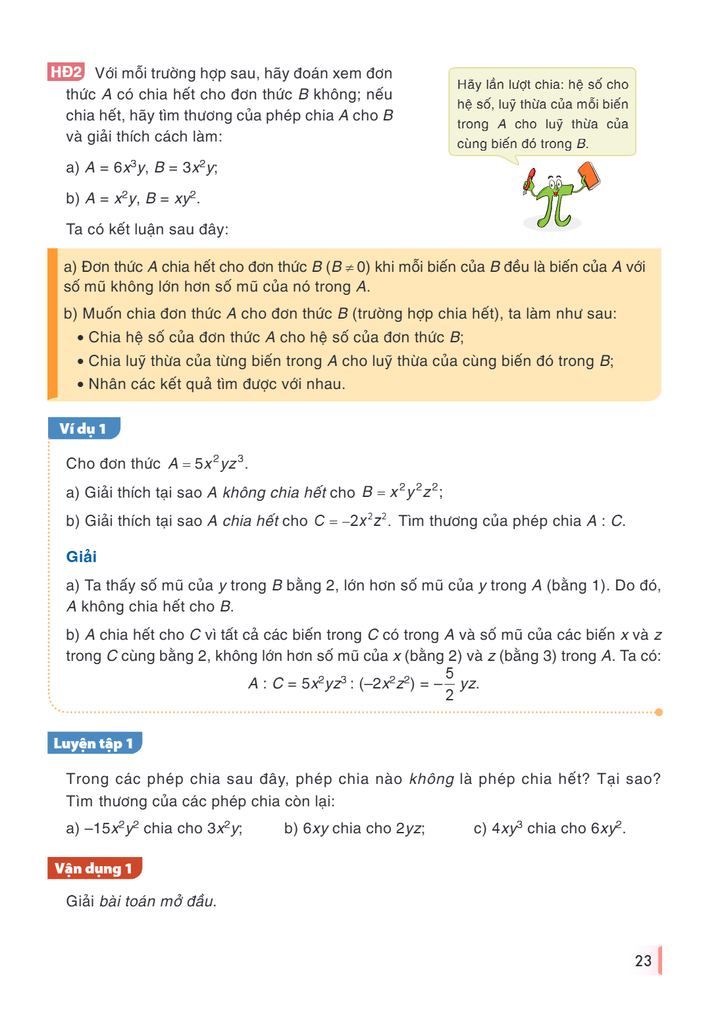 HĐ2 Với mỗi trường hợp sau, hãy đoán xem đơn
thức A có chia hết cho đơn thức B không; nếu
chia hết, hãy tìm thương của phép chia A cho B
và giải thích cách làm:
a) A = 6x³y, B = 3x²y;
b) A = x²y, B = xy².
Ta có kết luận sau đây:
Hãy lần lượt chia: hệ số cho
hệ số, luỹ thừa của mỗi biến
trong A cho luỹ thừa của
cùng biến đó trong B.
a) Đơn thức A chia hết cho đơn thức B (B ≠ 0) khi mỗi biến của B đều là biến của A với
số mũ không lớn hơn số mũ của nó trong A.
b) Muốn chia đơn thức A cho đơn thức B (trường hợp chia hết), ta làm như sau:
• Chia hệ số của đơn thức A cho hệ số của đơn thức B;
• Chia luỹ thừa của từng biến trong A cho luỹ thừa của cùng biến đó trong B;
• Nhân các kết quả tìm được với nhau.
Ví dụ 1
Cho đơn thức A = 5x²yz³.
a) Giải thích tại sao A không chia hết cho B = x²y²z²;
b) Giải thích tại sao A chia hết cho C = –2x²z². Tìm thương của phép chia A : C.
Giải
a) Ta thấy số mũ của y trong B bằng 2, lớn hơn số mũ của y trong A (bằng 1). Do đó,
A không chia hết cho B.
b) A chia hết cho C vì tất cả các biến trong C có trong A và số mũ của các biến x và z
trong C cùng bằng 2, không lớn hơn số mũ của x (bằng 2) và z (bằng 3) trong A. Ta có:
A : C = 5x²yz³ : (–2x²z²) = –5/2 yz.
Luyện tập 1
Trong các phép chia sau đây, phép chia nào không là phép chia hết? Tại sao?
Tìm thương của các phép chia còn lại:
a) –15x²y² chia cho 3x²y; b) 6xy chia cho 2yz; c) 4xy³ chia cho 6xy².
Vận dụng 1
Giải bài toán mở đầu.
23